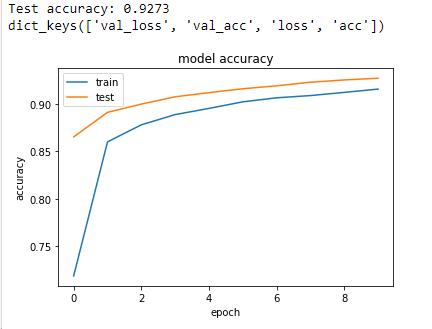 Test accuracy: 0.9273
dict_keys(['val_loss', 'val_acc', 'loss', 'acc'])
model accuracy
train
test
0.90
0.85
0.80
0.75
accuracy
0 2 4 6 8
epoch